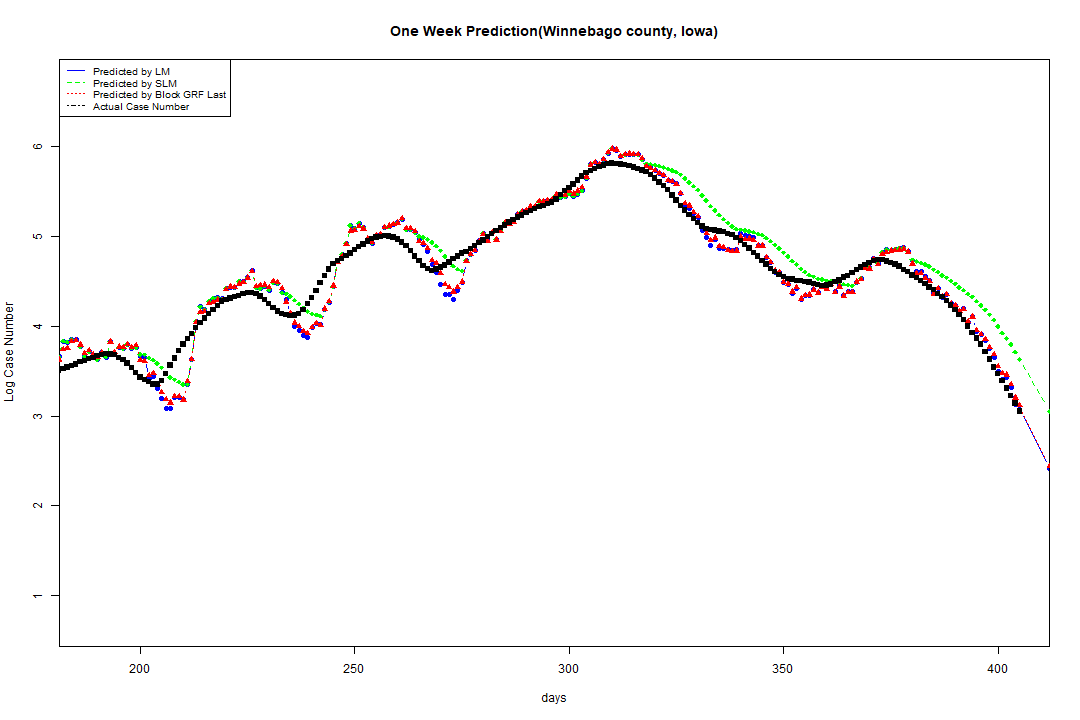 One Week Prediction(Winnebago county, Iowa)
Predicted by LM
Predicted by SLM
Predicted by Block GRF Last
Actual Case Number
6
5
4
3
2
1
Log Case Number
200 250 300 350 400
days